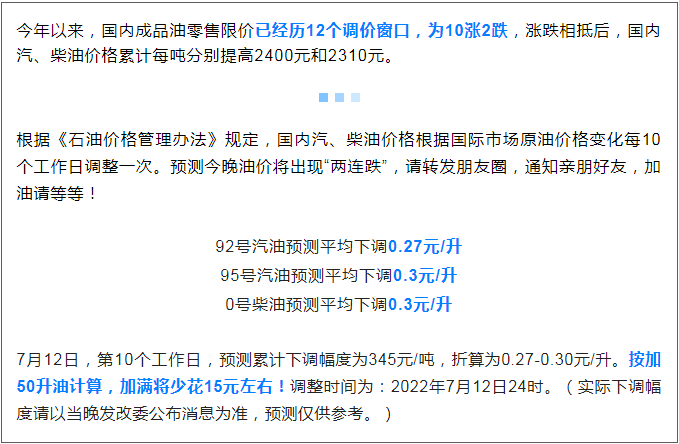 今年以来，国内成品油零售限价已经历12个调价窗口，为10涨2跌，涨跌相抵后，国内
汽、柴油价格累计每吨分别提高2400元和2310元。
根据《石油价格管理办法》规定，国内汽、柴油价格根据国际市场原油价格变化每10
个工作日调整一次。预测今晚油价将出现“两连跌”，请转发朋友圈，通知亲朋好友，加
油请等等！
92号汽油预测平均下调0.27元/升
95号汽油预测平均下调0.3元/升
0号柴油预测平均下调0.3元/升
7月12日，第10个工作日，预测累计下调幅度为345元/吨，折算为0.27-0.30元/升。按加
50升油计算，加满将少花15元左右！调整时间为：2022年7月12日24时。（实际下调幅
度请以当晚发改委公布消息为准，预测仅供参考。）